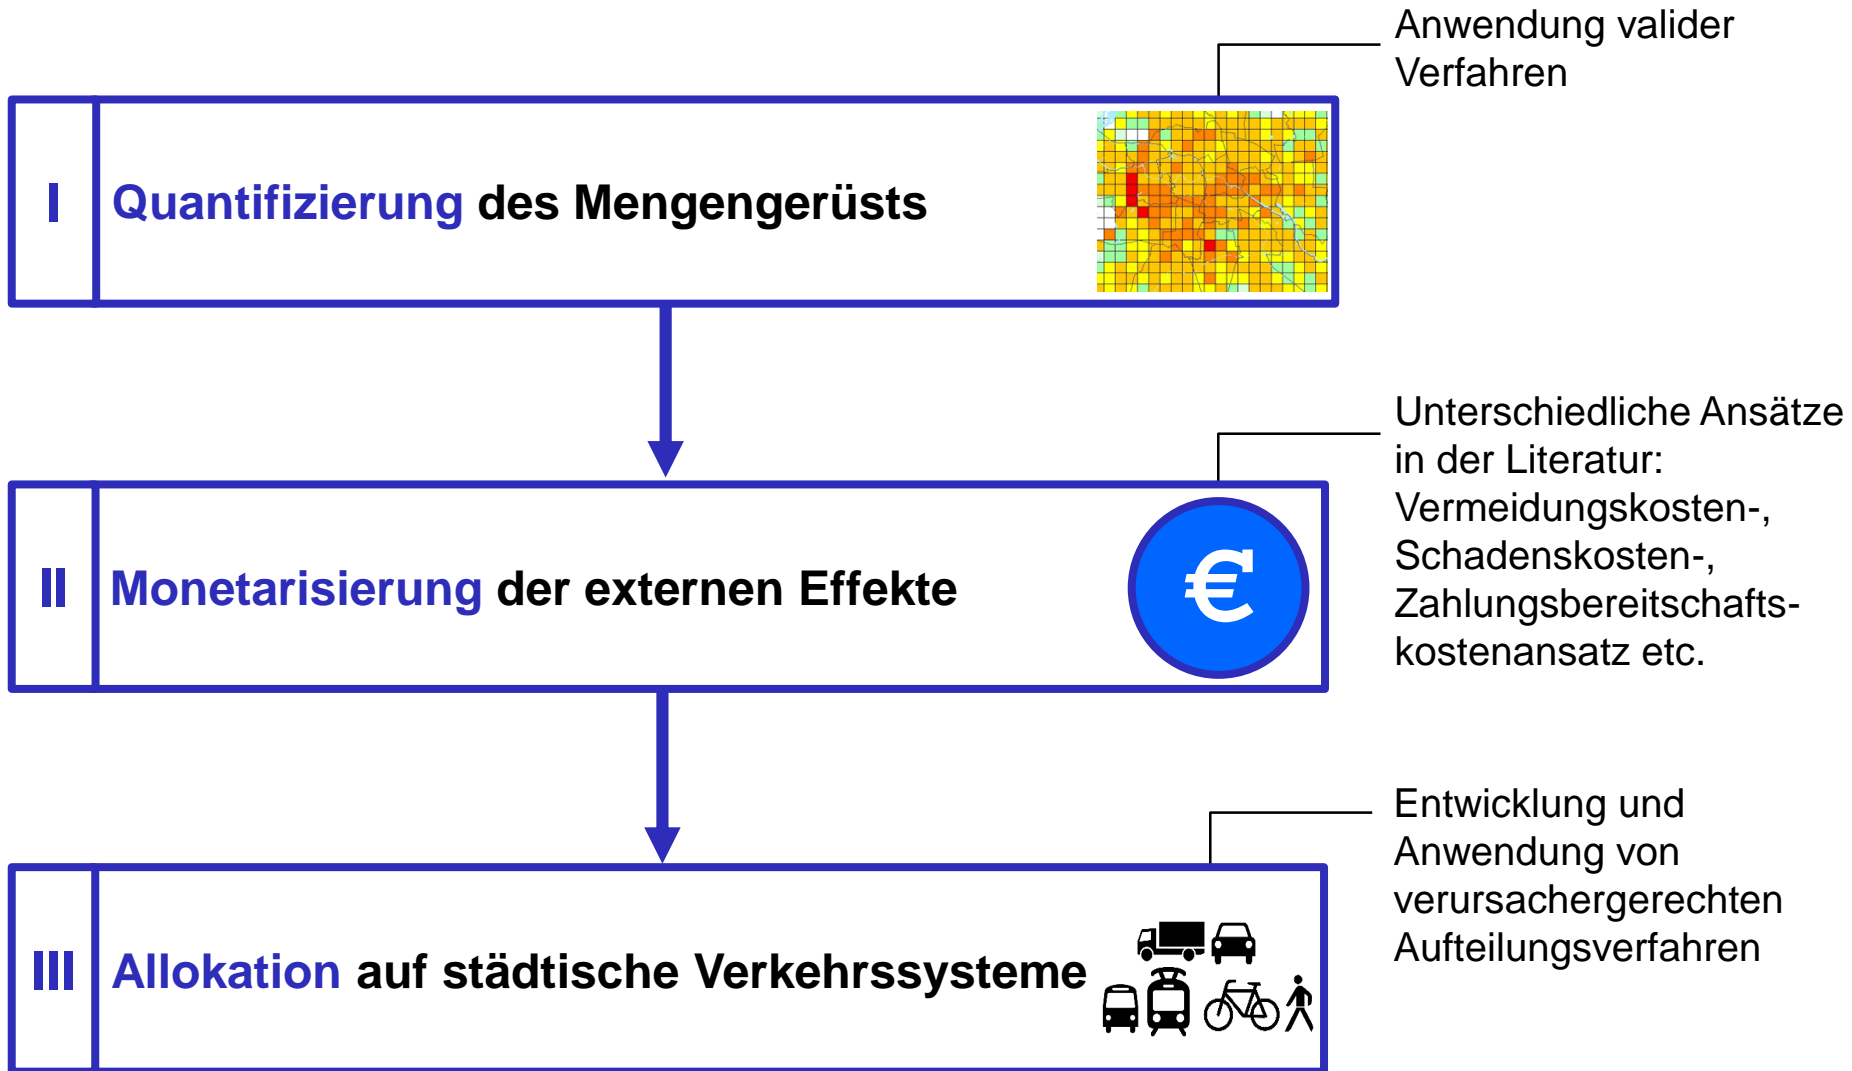 Anwendung valider
Verfahren
I
Quantifizierung des Mengengerüsts
Unterschiedliche Ansätze
in der Literatur:
Vermeidungskosten-,
Schadenskosten-,
Zahlungsbereitschafts-
kostenansatz etc.
II
Monetarisierung der externen Effekte
€
Entwicklung und
Anwendung von
verursachergerechten
Aufteilungsverfahren
III
Allokation auf städtische Verkehrssysteme